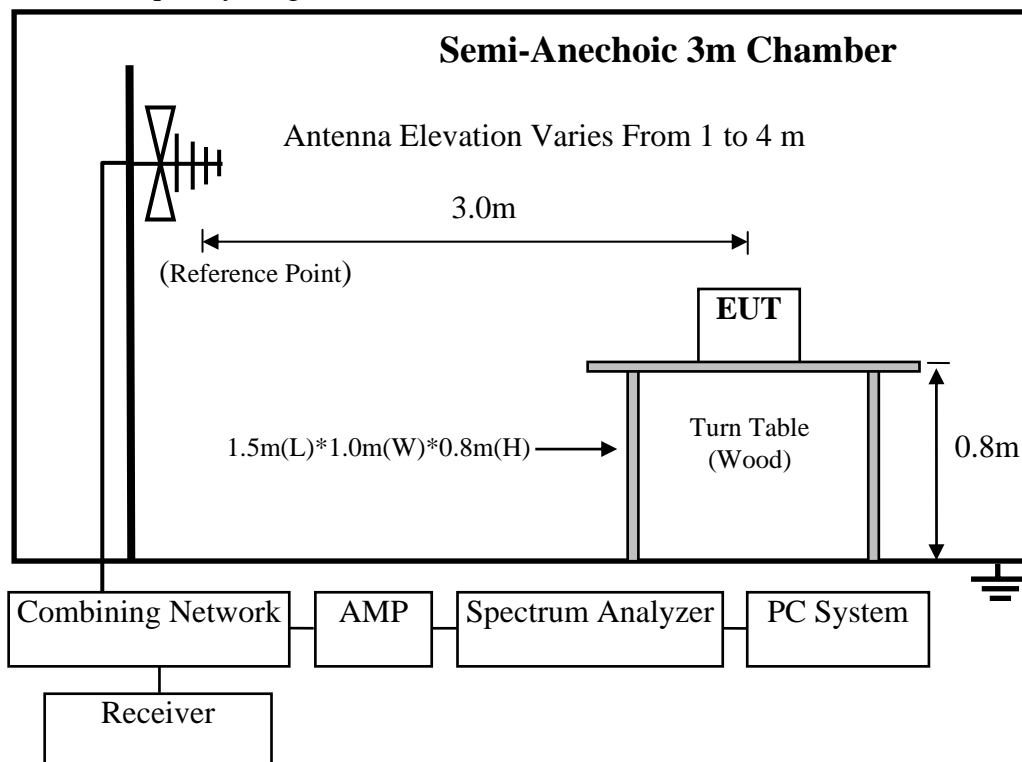 Semi-Anechoic 3m Chamber
Antenna Elevation Varies From 1 to 4 m
3.0m
(Reference Point)
EUT
1.5m(L)*1.0m(W)*0.8m(H)
Turn Table
(Wood)
0.8m
Combining Network
AMP
Spectrum Analyzer
PC System
Receiver